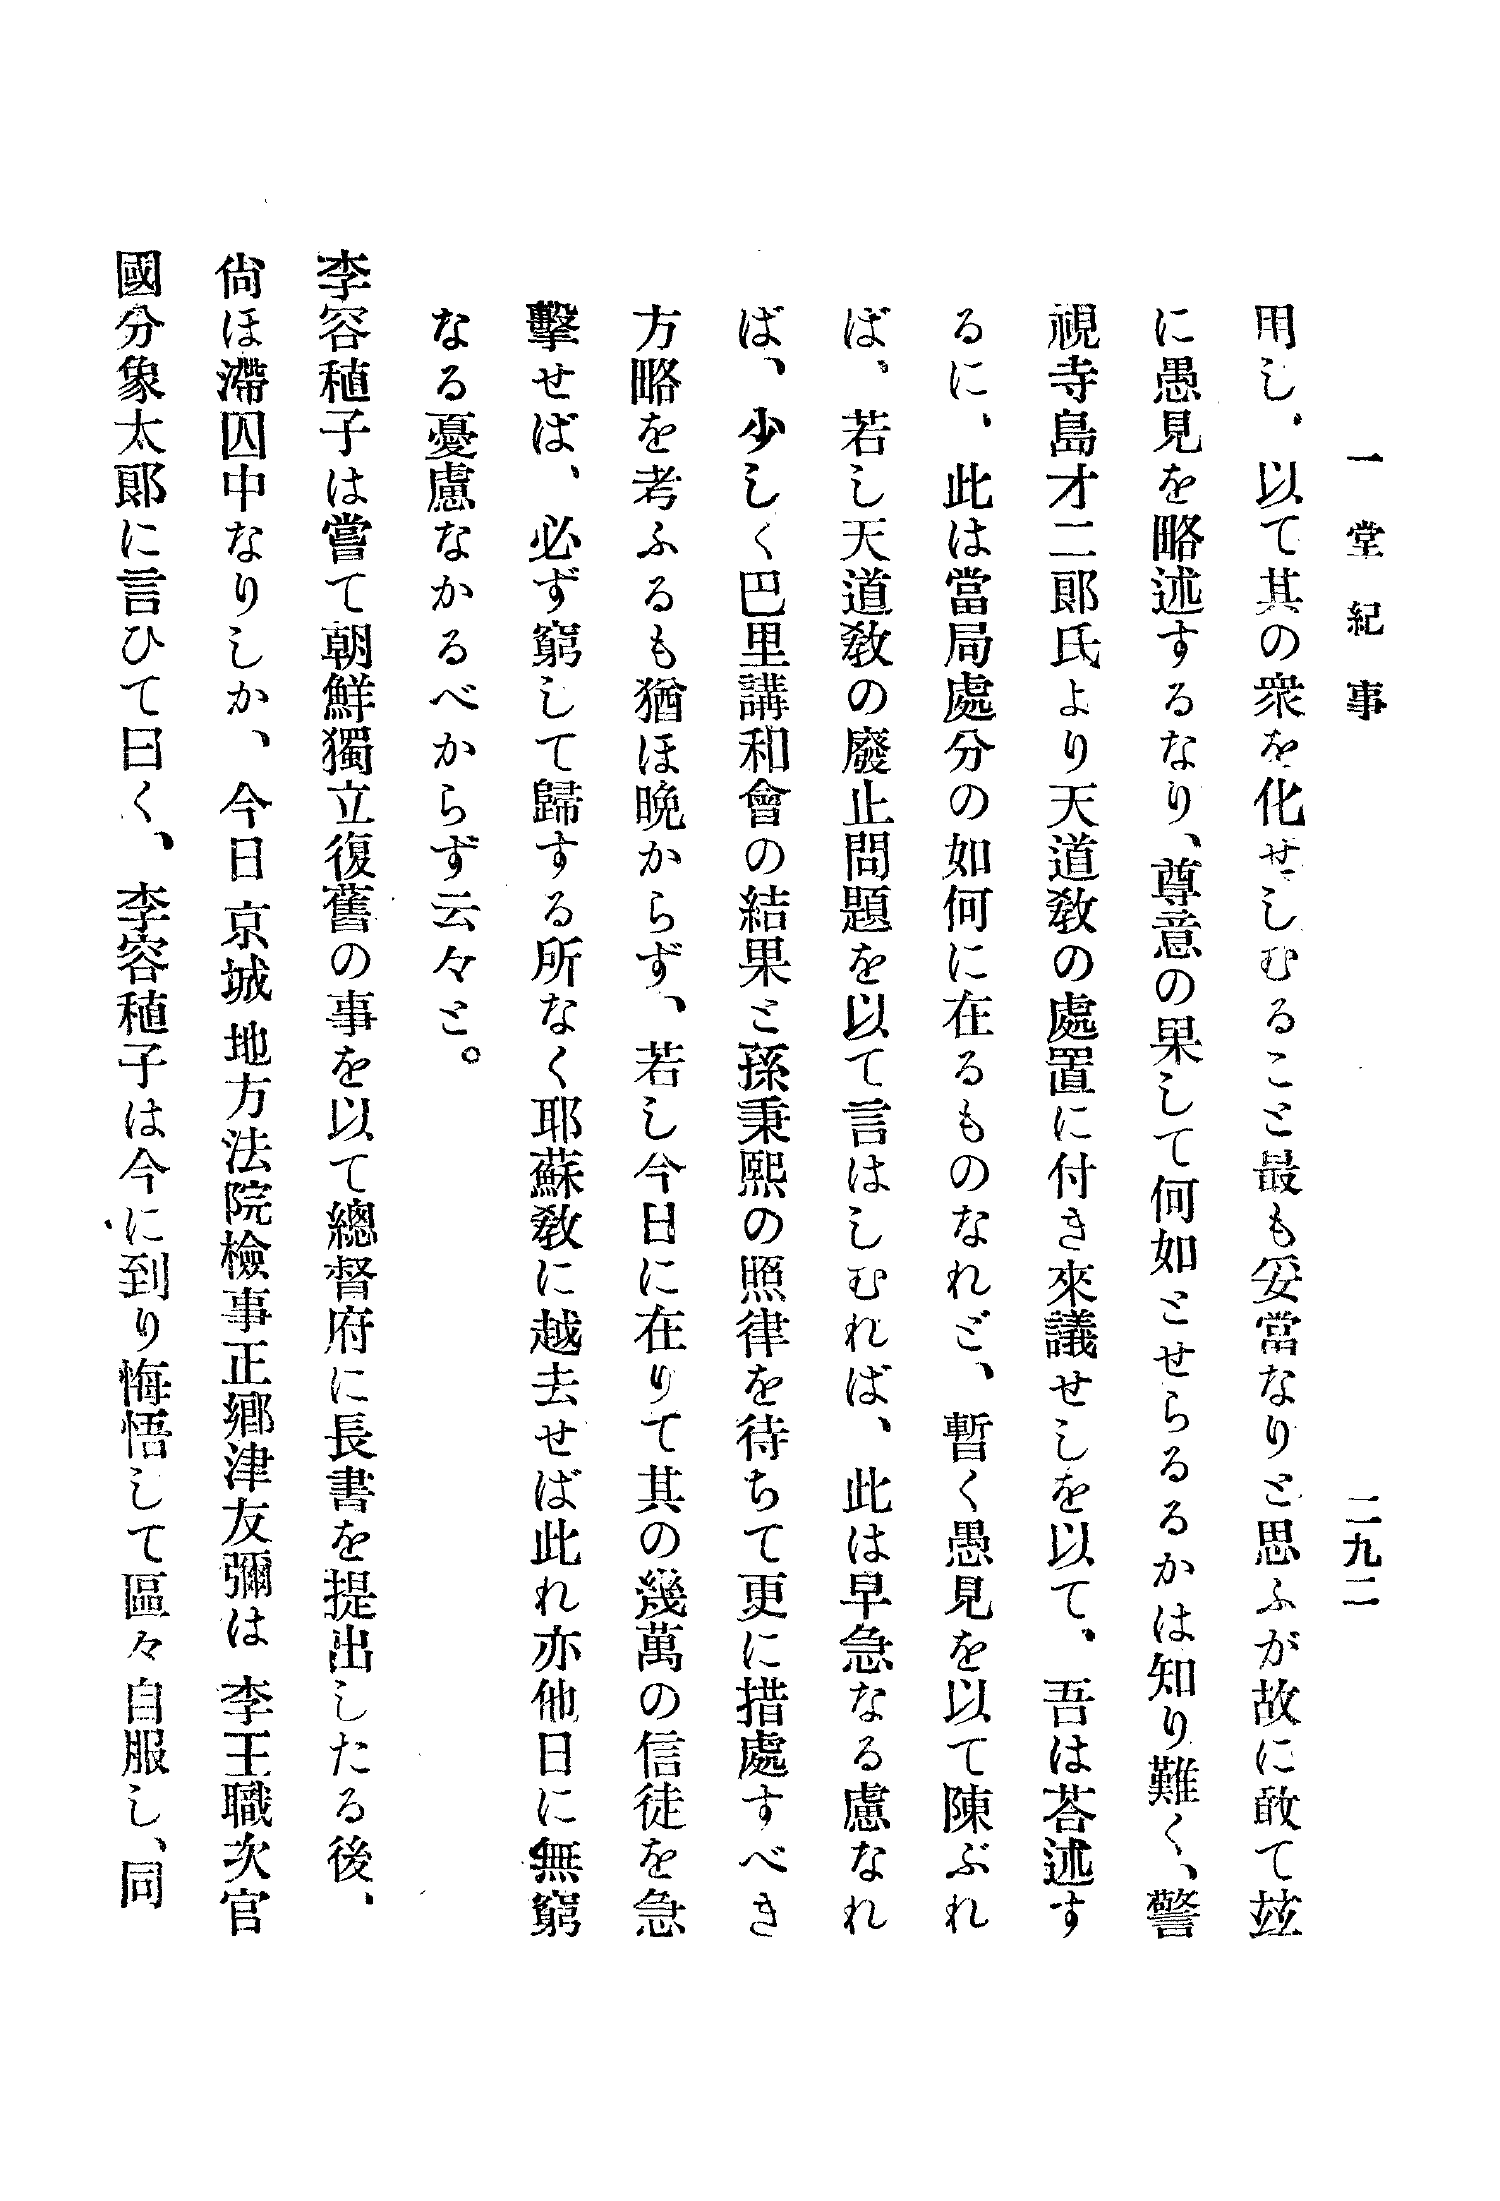 一堂紀事
二九二
用し、以て其の衆を化せしむること最も妥當なりと思ふが故に敢て玆
に愚見を略述するなり、尊意の果して何如とせらるるかは知り難く、警
視寺島才二郞氏より天道敎の處置に付き來議せしを以て、吾は荅述す
るに、此は當局處分の如何に在るものなれど、暫く愚見を以て陳ぶれ
ば、若し天道敎の廢止問題を以て言はしむれば、此は早急なる慮なれ
ば、少しく巴里講和會の結果と孫秉熙の照律を待ちて更に措處すべき
方略を考ふるも猶ほ晩からず、若し今日に在りて其の幾萬の信徒を急
擊せば、必ず窮して歸する所なく耶蘇敎に越去せば此れ亦他日に無窮
なる憂慮なかるべからず云々と。
李容稙子は嘗て朝鮮獨立復舊の事を以て總督府に長書を提出したる後、
尙ほ滯囚中なりしか、今日京城地方法院檢事正鄕津友彌は李王職次官
國分象太郞に言ひて曰く、李容稙子は今に到り悔悟して區々自服し、同